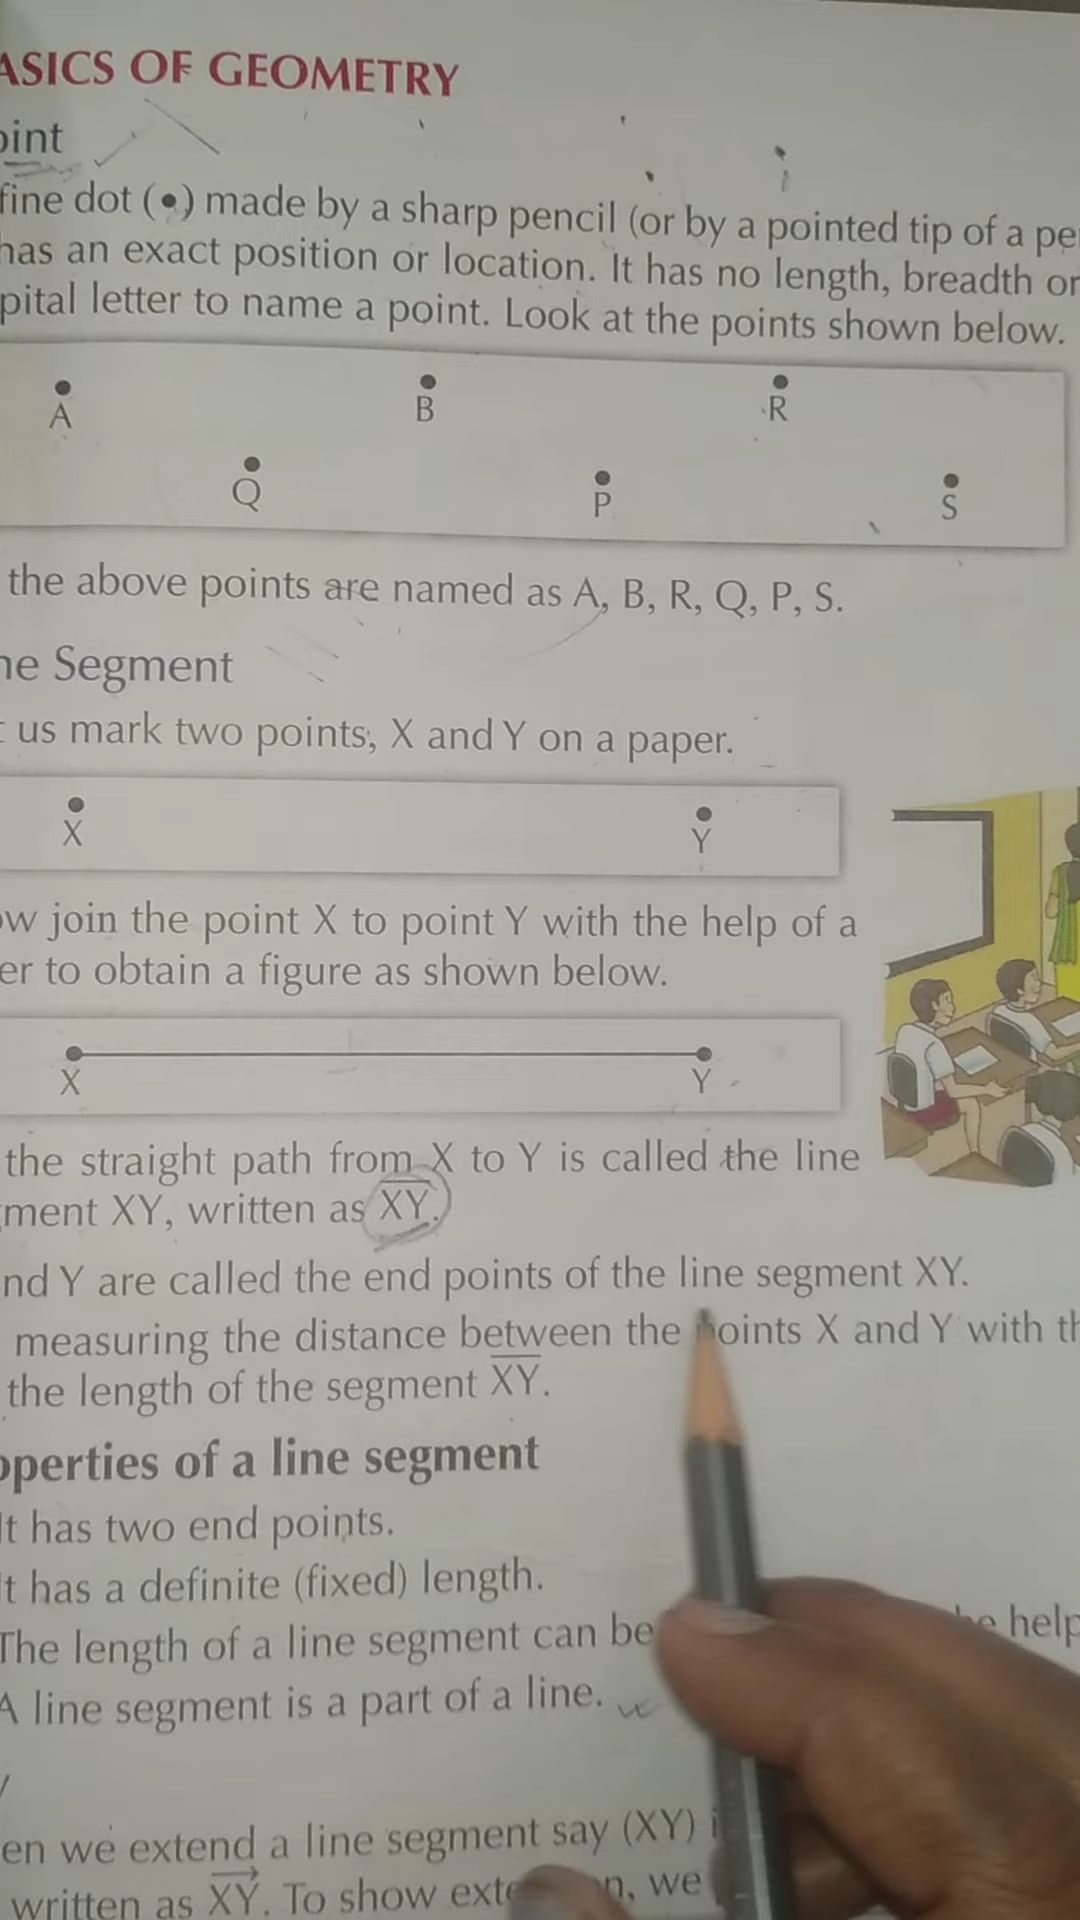 ASICS OF GEOMETRY
oint
fine dot (•) made by a sharp pencil (or by a pointed tip of a pe
has an exact position or location. It has no length, breadth or
pital letter to name a point. Look at the points shown below.
A B R
Q P S
the above points are named as A, B, R, Q, P, S.
ne Segment
us mark two points, X and Y on a paper.
X Y
ow join the point X to point Y with the help of a
er to obtain a figure as shown below.
X Y
the straight path from X to Y is called the line
ment XY, written as X̅Y̅.
nd Y are called the end points of the line segment XY.
measuring the distance between the points X and Y with th
the length of the segment X̅Y̅.
operties of a line segment
It has two end points.
It has a definite (fixed) length.
The length of a line segment can be help
A line segment is a part of a line.
en we extend a line segment say (XY) i
written as XY⃗. To show exte n, we